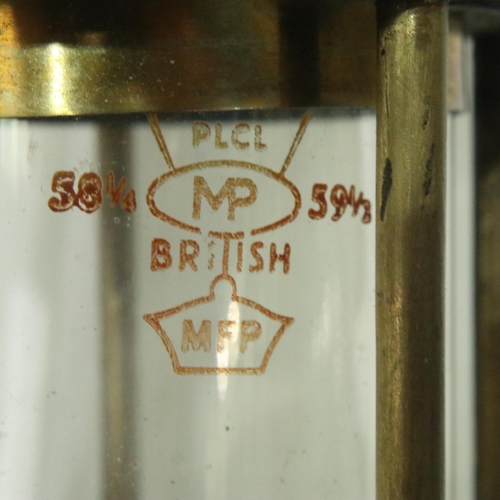 PLCL
58¼ MP 59½
BRITISH
MFP